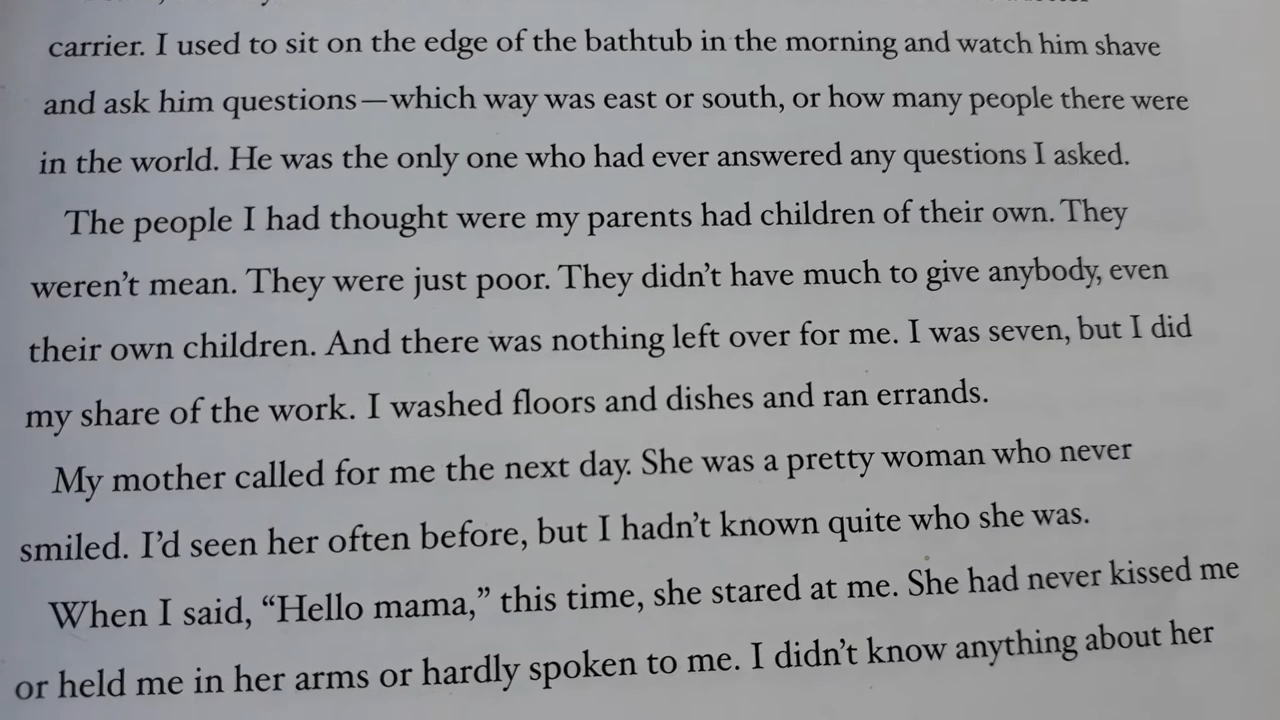 carrier. I used to sit on the edge of the bathtub in the morning and watch him shave
and ask him questions—which way was east or south, or how many people there were
in the world. He was the only one who had ever answered any questions I asked.
The people I had thought were my parents had children of their own. They
weren’t mean. They were just poor. They didn’t have much to give anybody, even
their own children. And there was nothing left over for me. I was seven, but I did
my share of the work. I washed floors and dishes and ran errands.
My mother called for me the next day. She was a pretty woman who never
smiled. I’d seen her often before, but I hadn’t known quite who she was.
When I said, “Hello mama,” this time, she stared at me. She had never kissed me
or held me in her arms or hardly spoken to me. I didn’t know anything about her